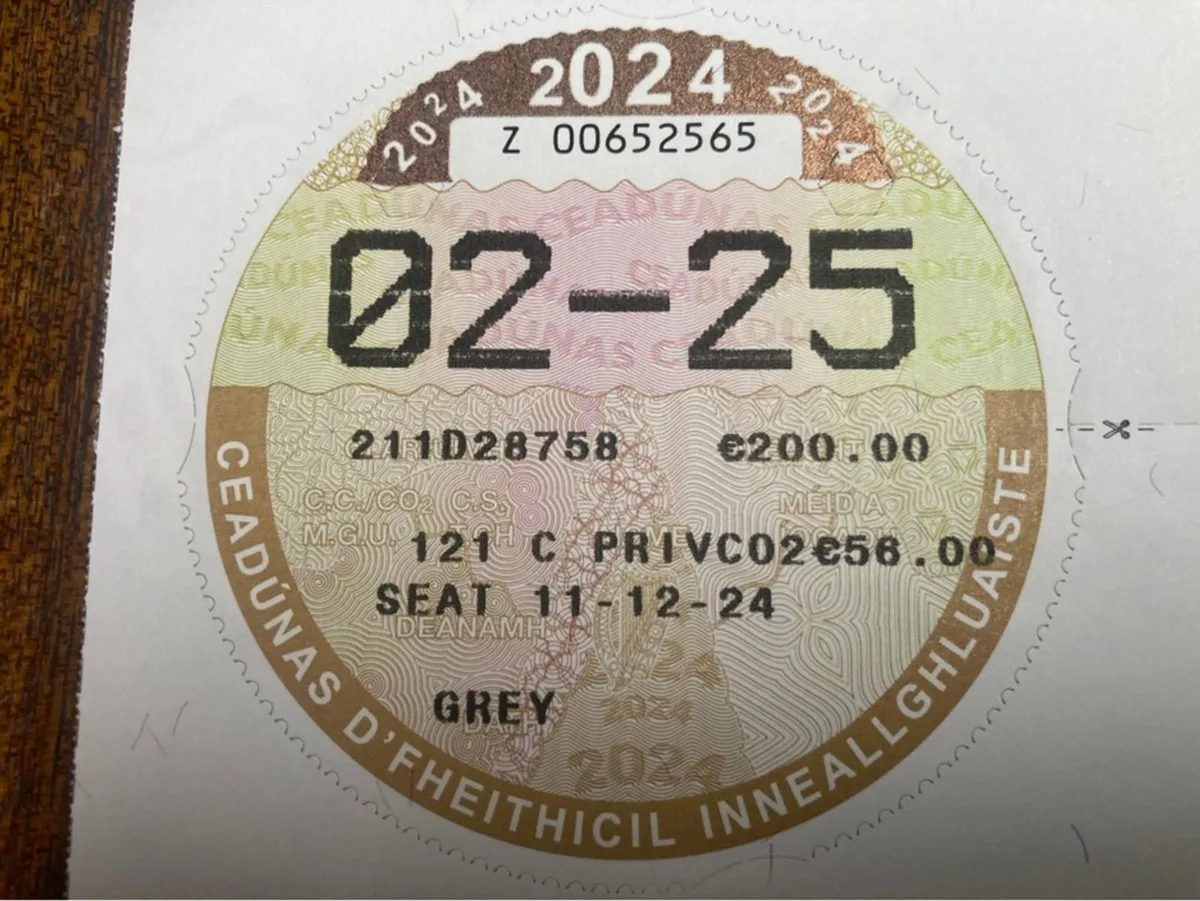 2024 2024 2024
Z 00652565
CEADÚNAS CEADÚNAS CEADÚNAS
02-25
211D28758 €200.00
C.C./CO₂ C.S. MÉID A
M.G.U.
121 C PRIVCO2€56.00
SEAT 11-12-24
DEANAMH
GREY
2024
2024
CEADÚNAS D'FHEITHICIL INNEALLGHLUAISTE